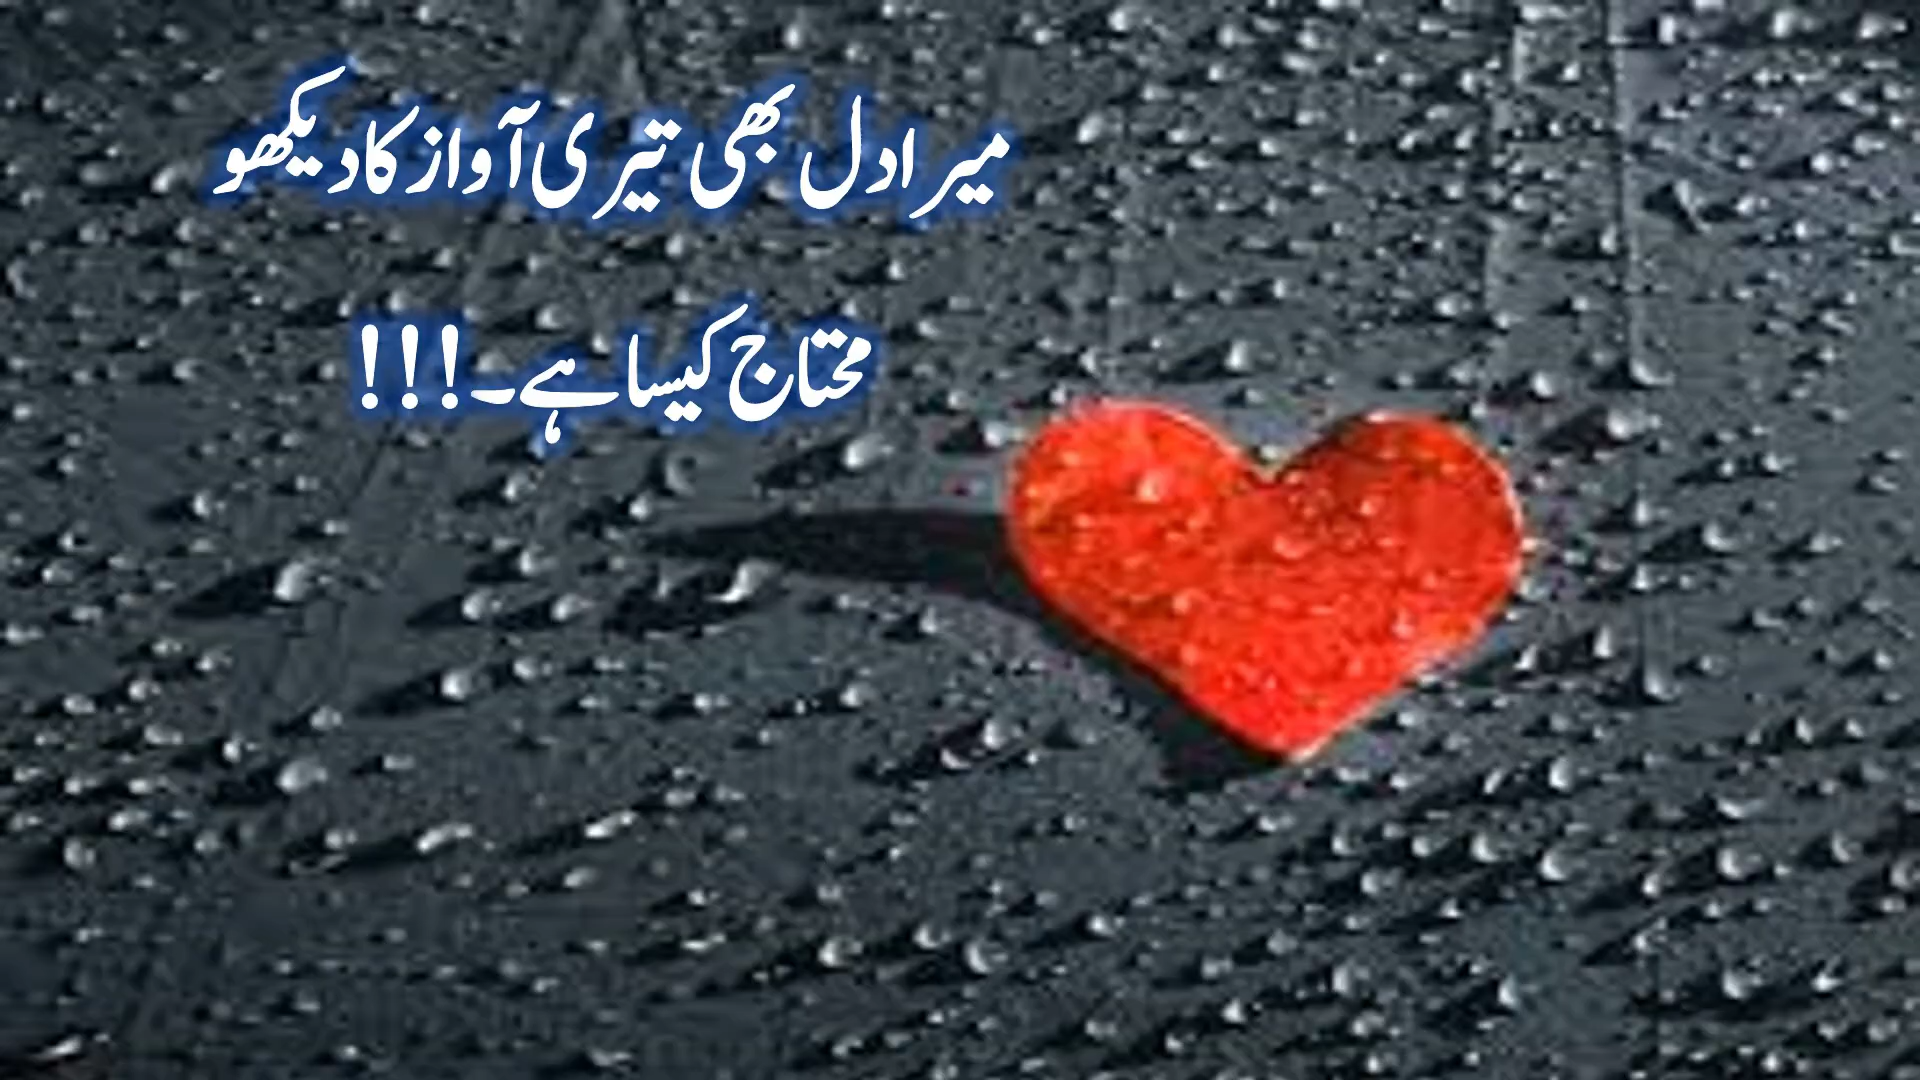 میرا دل بھی تیری آواز کا دیکھو
محتاج کیسا ہے۔!!!